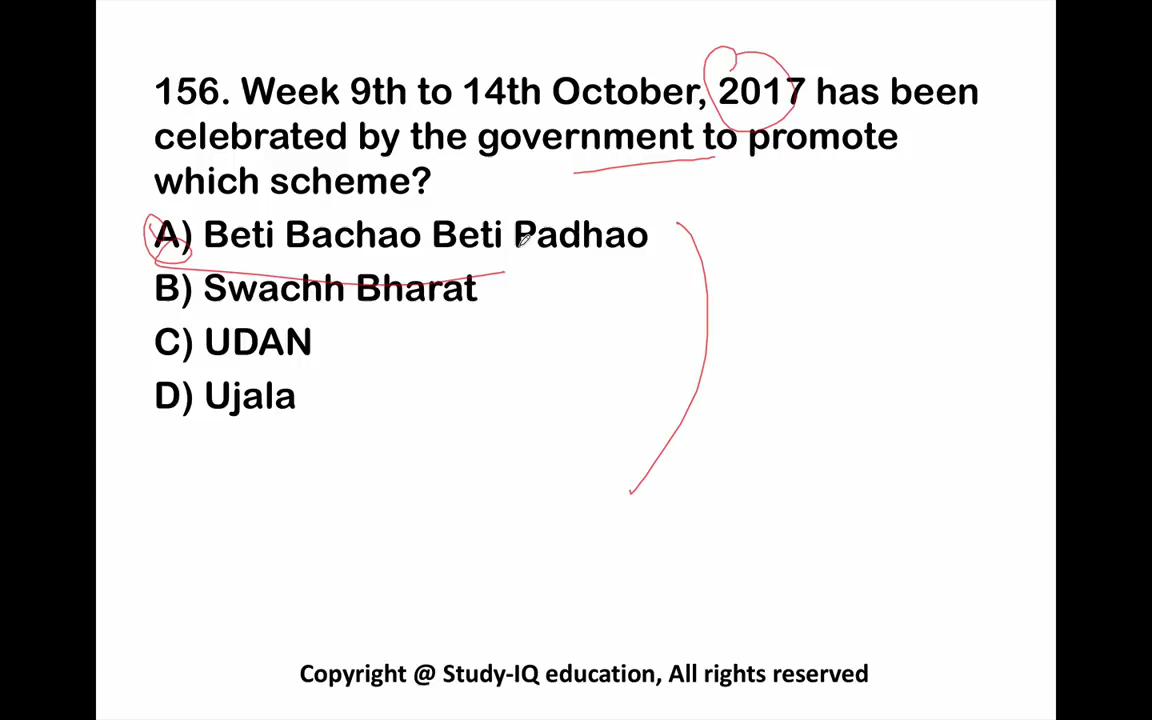 156. Week 9th to 14th October, 2017 has been
celebrated by the government to promote
which scheme?
A) Beti Bachao Beti Padhao
B) Swachh Bharat
C) UDAN
D) Ujala
Copyright @ Study-IQ education, All rights reserved